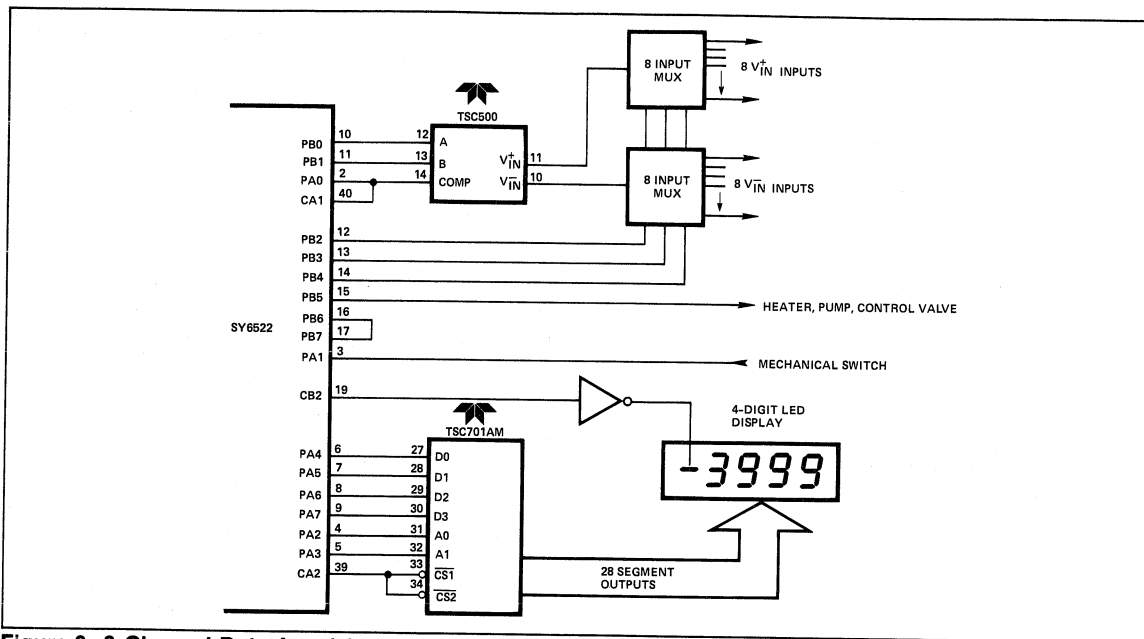 8 INPUT
MUX
8 V+IN INPUTS
TSC500
PB0 10 12 A
PB1 11 13 B V+IN 11
PA0 2 14 COMP V−IN 10
CA1 40
8 INPUT
MUX
8 V−IN INPUTS
PB2 12
PB3 13
PB4 14
PB5 15 HEATER, PUMP, CONTROL VALVE
PB6 16
SY6522
PB7 17
PA1 3 MECHANICAL SWITCH
CB2 19
4-DIGIT LED
DISPLAY
-3999
TSC701AM
PA4 6 27 D0
PA5 7 28 D1
PA6 8 29 D2
PA7 9 30 D3
PA2 4 31 A0
PA3 5 32 A1
CA2 39 33 CS1
34 CS2
28 SEGMENT
OUTPUTS